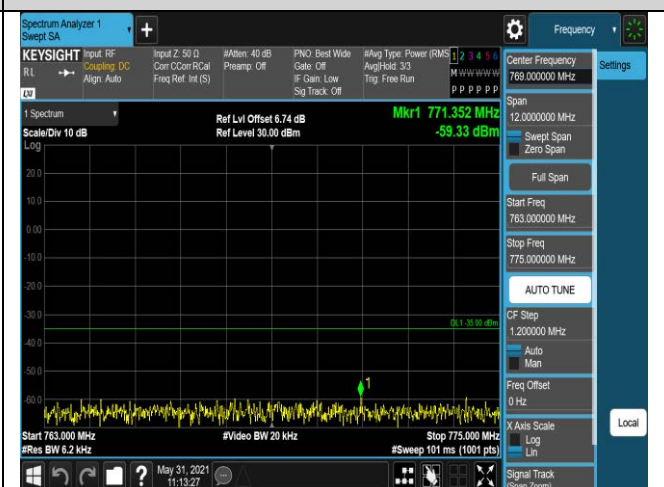 Spectrum Analyzer 1
Swept SA
+
Frequency
KEYSIGHT
RL
LXI
Input: RF
Coupling: DC
Align: Auto
Input Z: 50 Ω
Corr CCorr RCal
Freq Ref: Int (S)
#Atten: 40 dB
Preamp: Off
PNO: Best Wide
Gate: Off
IF Gain: Low
Sig Track: Off
#Avg Type: Power (RMS
Avg|Hold: 3/3
Trig: Free Run
1 2 3 4 5 6
M W W W W W
P P P P P P
Center Frequency
769.000000 MHz
Settings
1 Spectrum
Scale/Div 10 dB
Log
Ref Lvl Offset 6.74 dB
Ref Level 30.00 dBm
Mkr1 771.352 MHz
-59.33 dBm
Span
12.0000000 MHz
Swept Span
Zero Span
Full Span
Start Freq
763.000000 MHz
Stop Freq
775.000000 MHz
AUTO TUNE
CF Step
1.200000 MHz
Auto
Man
Freq Offset
0 Hz
X Axis Scale
Log
Lin
Signal Track
(Span Zoom)
Local
20.0
10.0
0.00
-10.0
-20.0
-30.0
DL1 -35.00 dBm
-40.0
-50.0
-60.0
1
Start 763.000 MHz
#Res BW 6.2 kHz
#Video BW 20 kHz
Stop 775.000 MHz
#Sweep 101 ms (1001 pts)
?
May 31, 2021
11:13:27